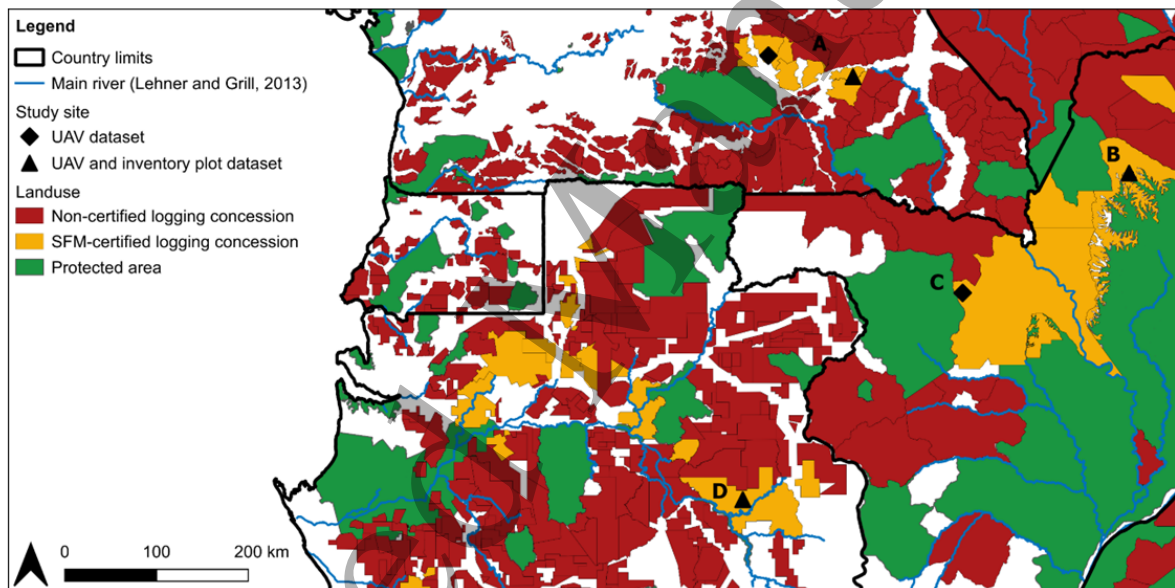 Legend
Country limits
Main river (Lehner and Grill, 2013)
Study site
UAV dataset
UAV and inventory plot dataset
Landuse
Non-certified logging concession
SFM-certified logging concession
Protected area
0 100 200 km
A
B
C
D